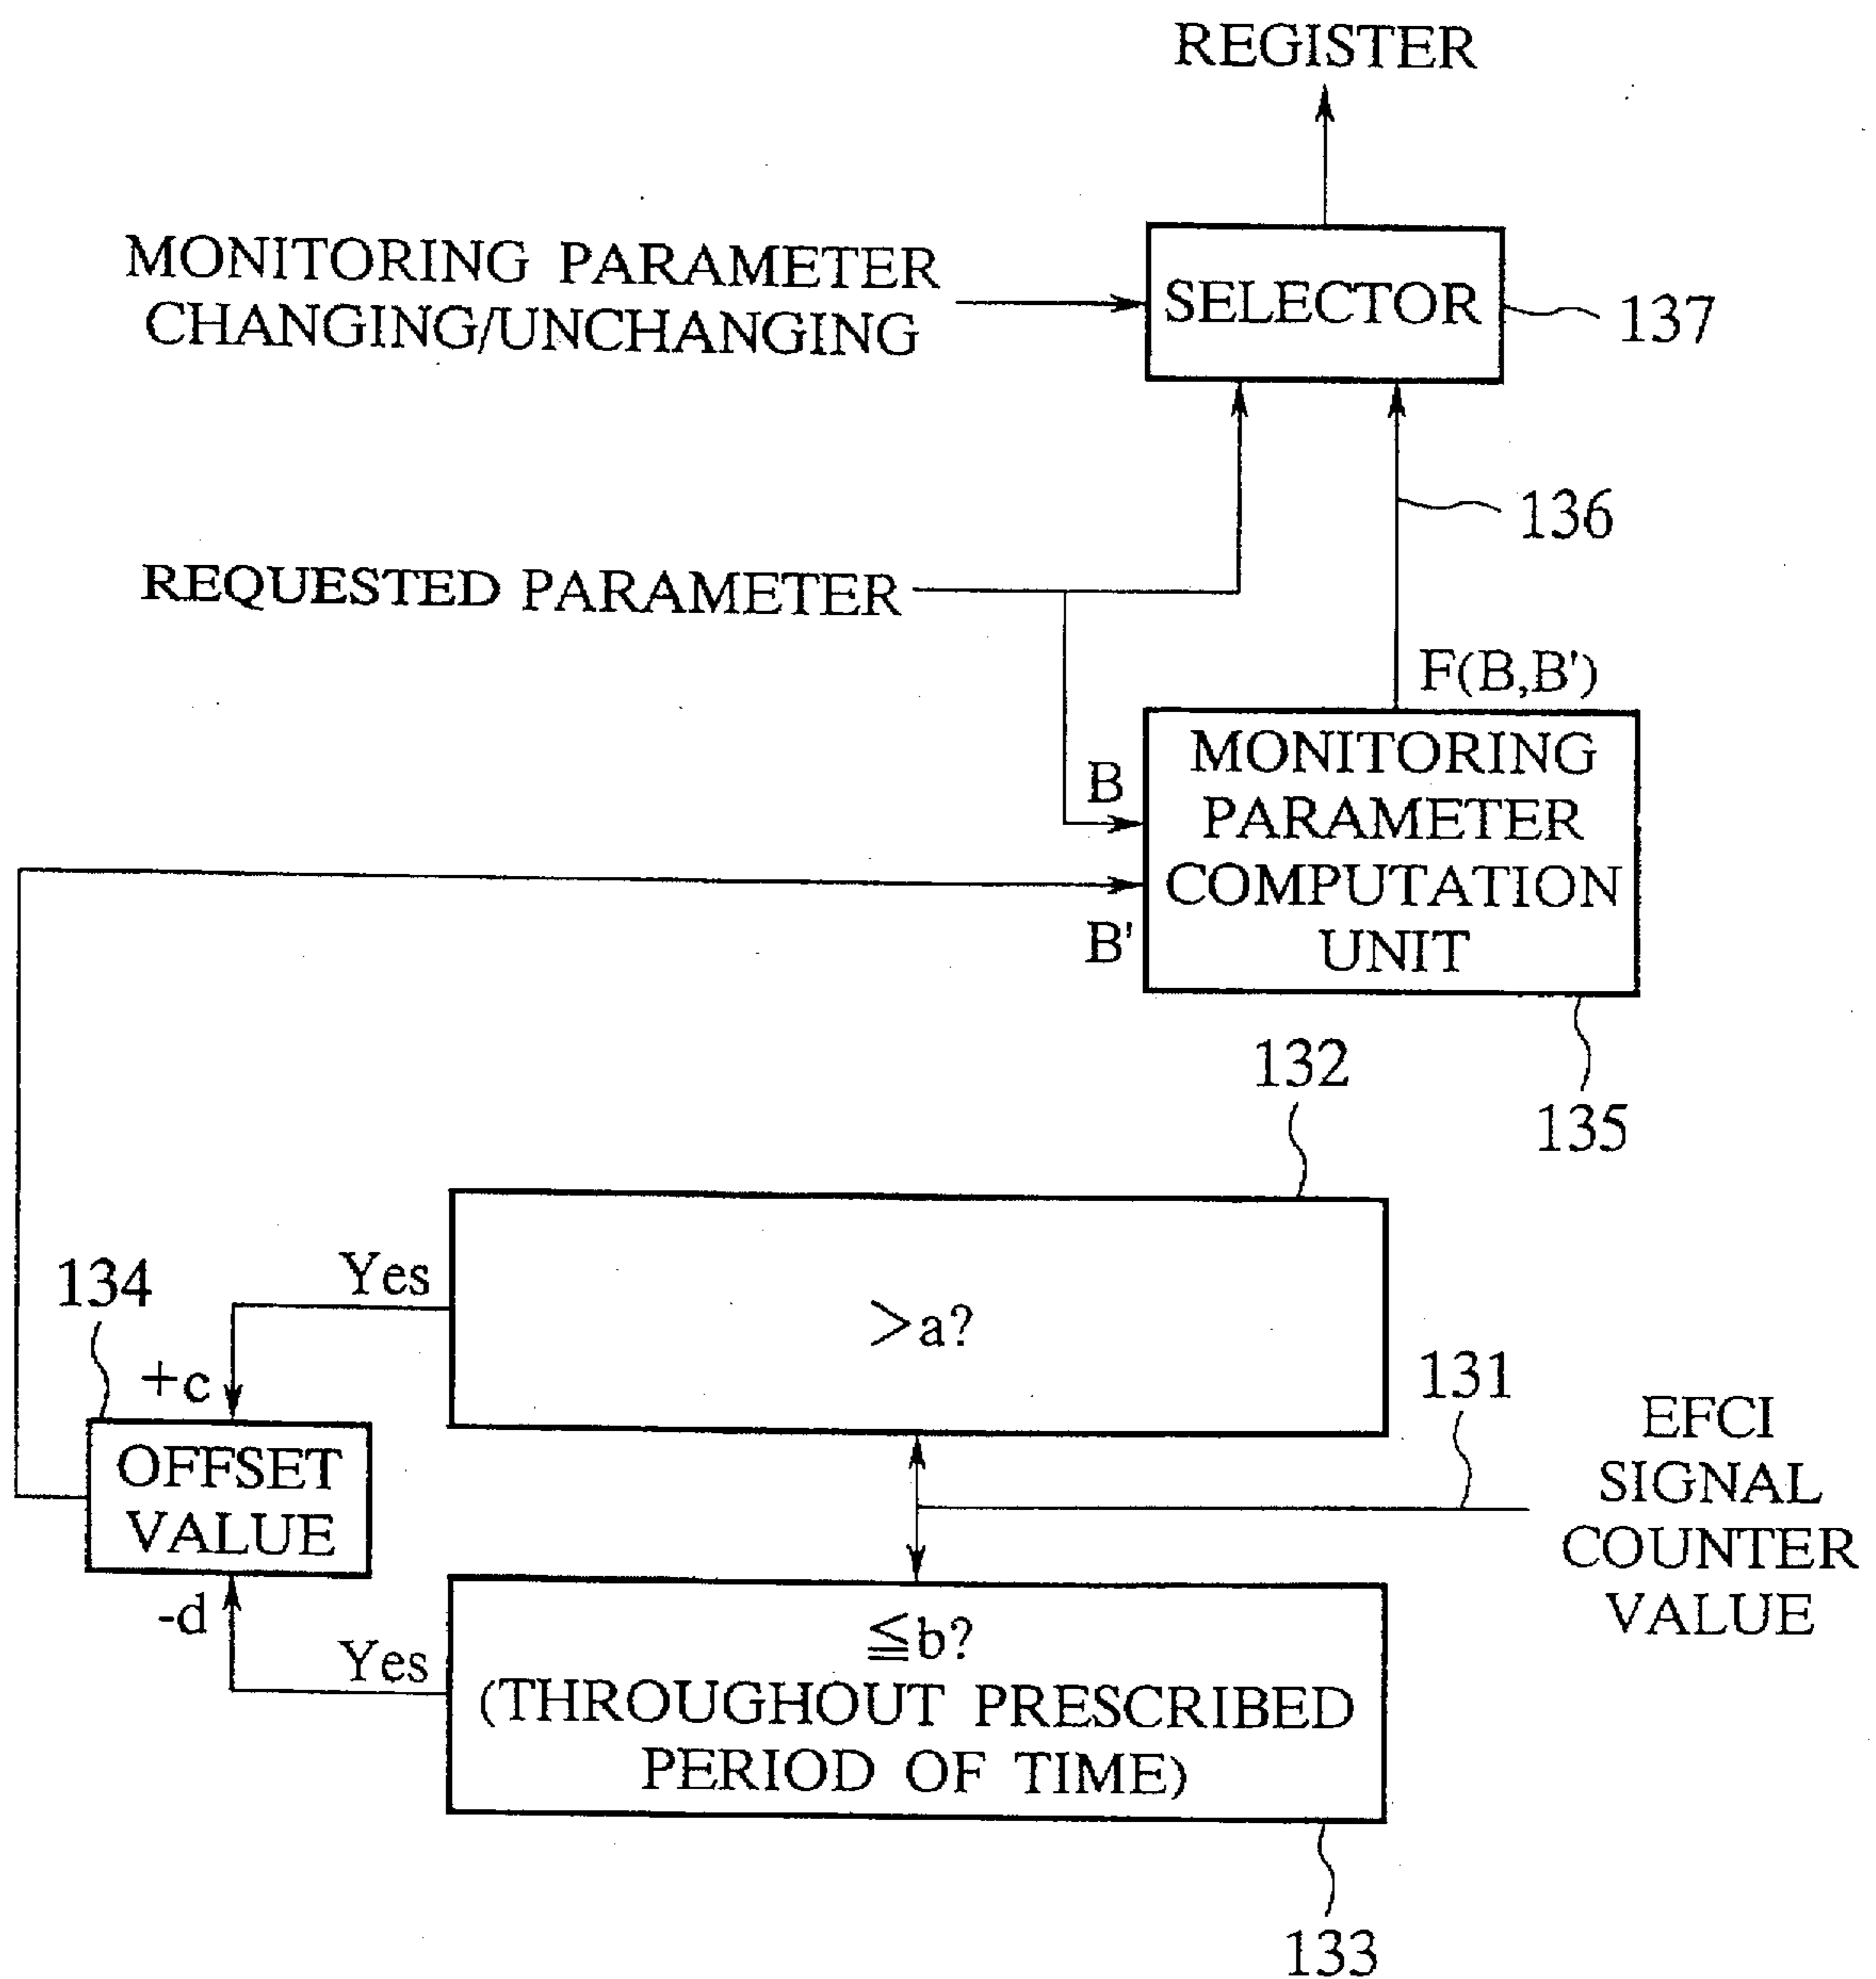 REGISTER
MONITORING PARAMETER
CHANGING/UNCHANGING
SELECTOR
137
136
REQUESTED PARAMETER
F(B,B')
B
B'
MONITORING
PARAMETER
COMPUTATION
UNIT
135
132
134
Yes
>a?
+c
131
OFFSET
VALUE
EFCI
SIGNAL
COUNTER
VALUE
-d
Yes
≦b?
(THROUGHOUT PRESCRIBED
PERIOD OF TIME)
133